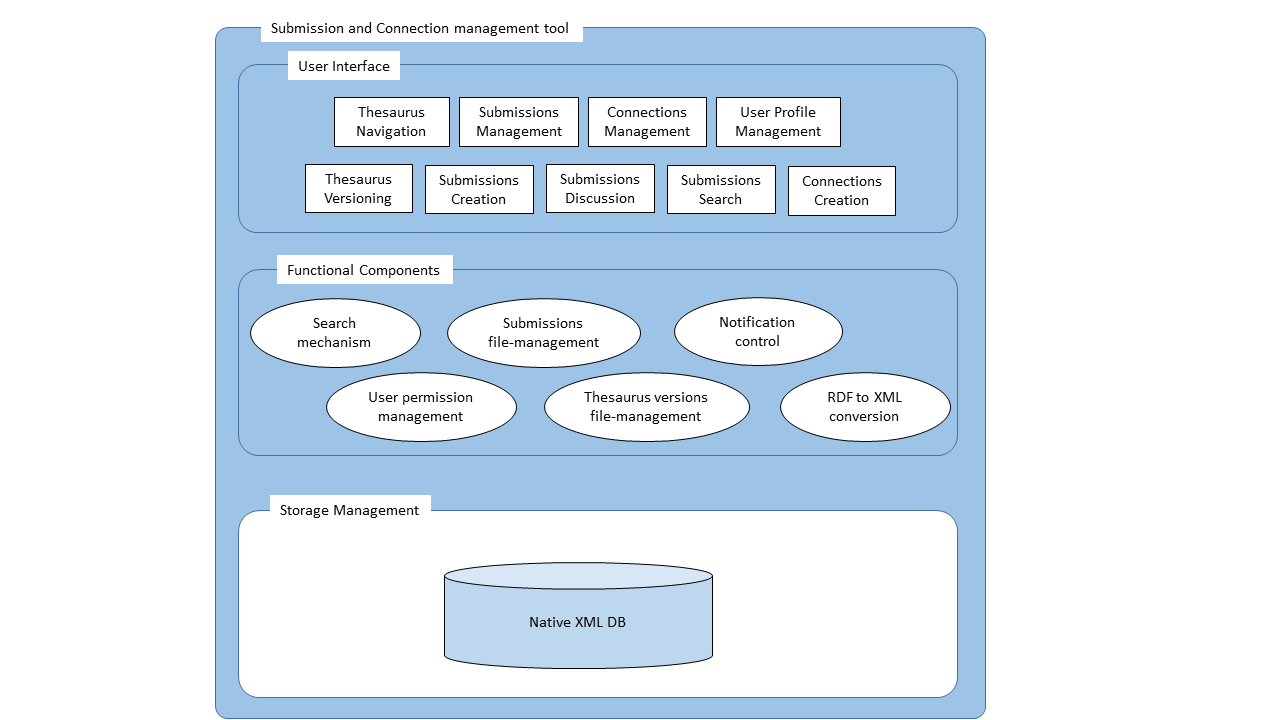 Submission and Connection management tool
User Interface
Thesaurus
Navigation
Submissions
Management
Connections
Management
User Profile
Management
Thesaurus
Versioning
Submissions
Creation
Submissions
Discussion
Submissions
Search
Connections
Creation
Functional Components
Search
mechanism
Submissions
file-management
Notification
control
User permission
management
Thesaurus versions
file-management
RDF to XML
conversion
Storage Management
Native XML DB